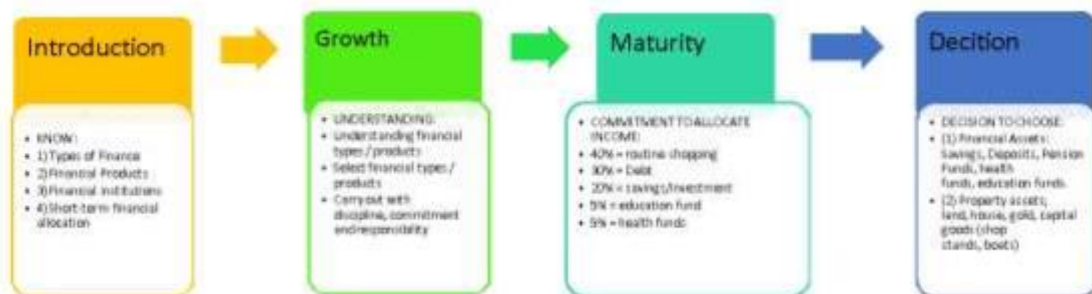 Introduction
• KNOW:
• 1)Types of Finance
• 2)Financial Products
• 3)Financial Institutions
• 4)Short-term financial
allocation
Growth
• UNDERSTANDING:
• Understanding financial
types / products
• Select financial types /
products
• Carry out with
discipline, commitment
and responsibility
Maturity
• COMMITMENT TO ALLOCATE
INCOME:
• 40% = routine shopping
• 30% = Debt
• 20% = savings/investment
• 5% = education fund
• 5% = health funds
Decition
• DECISION TO CHOOSE:
• (1) Financial Assets:
Savings, Deposits, Pension
Funds, health
funds, education funds.
• (2) Property assets;
land, house, gold, capital
goods (shop
stands, boats)